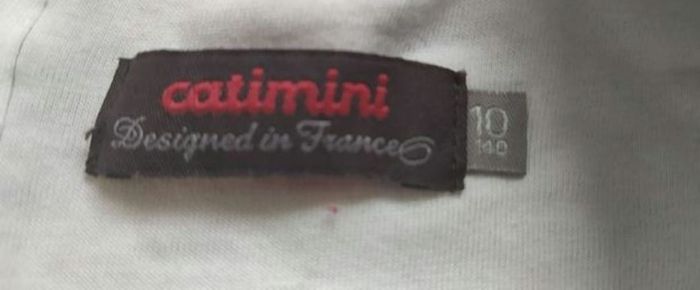 catimini
Designed in France
10
140